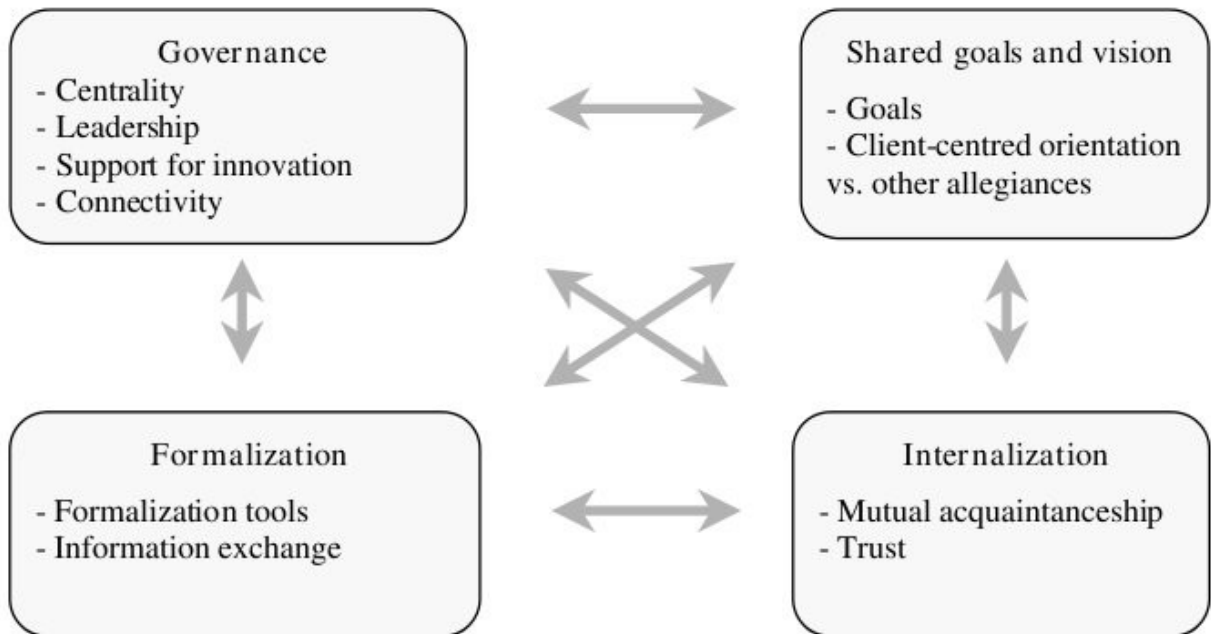 Governance
- Centrality
- Leadership
- Support for innovation
- Connectivity
Shared goals and vision
- Goals
- Client-centred orientation
vs. other allegiances
Formalization
- Formalization tools
- Information exchange
Internalization
- Mutual acquaintanceship
- Trust